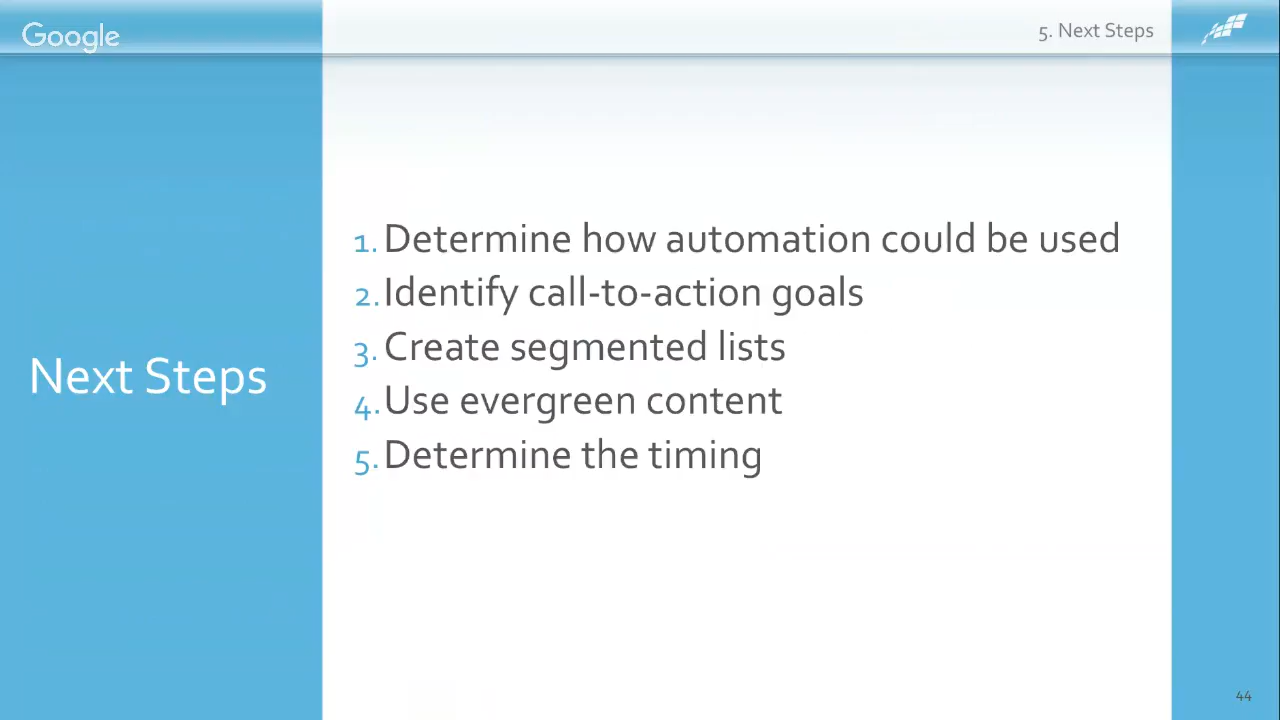 Google
5. Next Steps
Next Steps
1. Determine how automation could be used
2. Identify call-to-action goals
3. Create segmented lists
4. Use evergreen content
5. Determine the timing
44